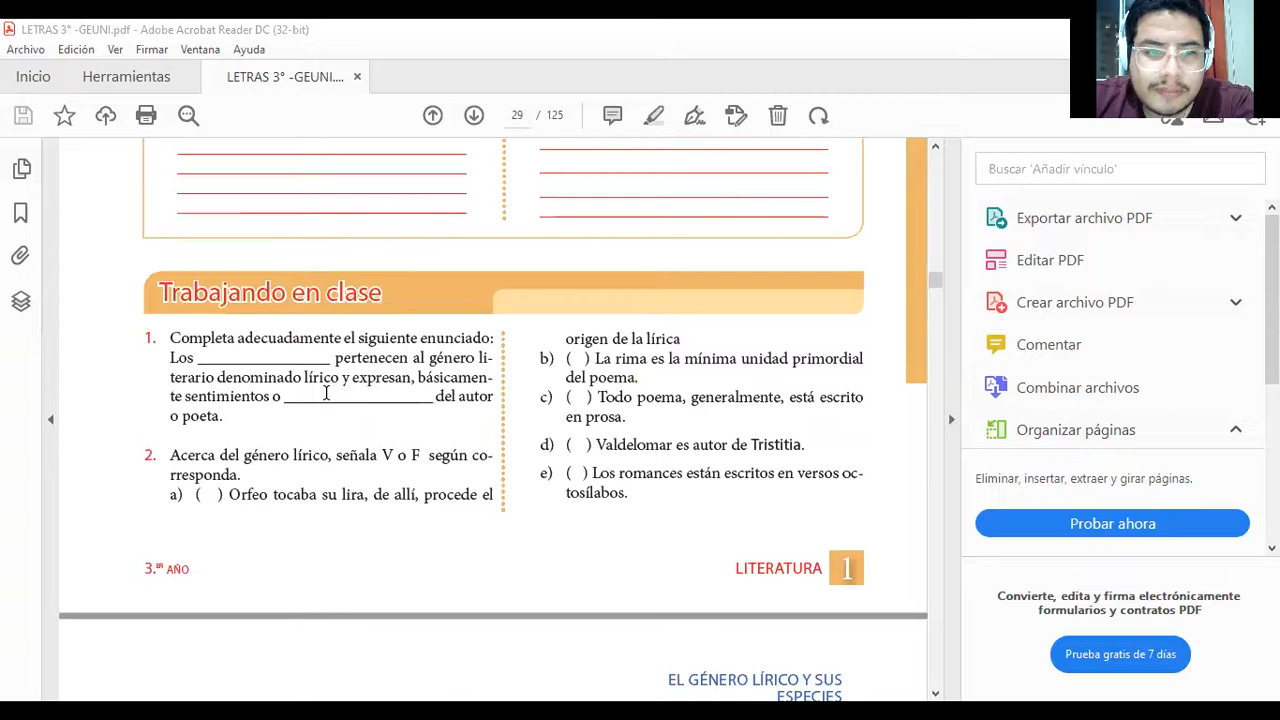 LETRAS 3° -GEUNI.pdf - Adobe Acrobat Reader DC (32-bit)
Archivo Edición Ver Firmar Ventana Ayuda
Inicio Herramientas LETRAS 3° -GEUNI.... ×
29 / 125
Buscar 'Añadir vínculo'
Exportar archivo PDF
Editar PDF
Crear archivo PDF
Comentar
Combinar archivos
Organizar páginas
Eliminar, insertar, extraer y girar páginas.
Probar ahora
Convierte, edita y firma electrónicamente
formularios y contratos PDF
Prueba gratis de 7 días
Trabajando en clase
1. Completa adecuadamente el siguiente enunciado:
Los ______________ pertenecen al género li-
terario denominado lírico y expresan, básicamen-
te sentimientos o ________________ del autor
o poeta.
2. Acerca del género lírico, señala V o F según co-
rresponda.
a) ( ) Orfeo tocaba su lira, de allí, procede el
origen de la lírica
b) ( ) La rima es la mínima unidad primordial
del poema.
c) ( ) Todo poema, generalmente, está escrito
en prosa.
d) ( ) Valdelomar es autor de Tristitia.
e) ( ) Los romances están escritos en versos oc-
tosílabos.
3.ER AÑO
LITERATURA 1
EL GÉNERO LÍRICO Y SUS
ESPECIES